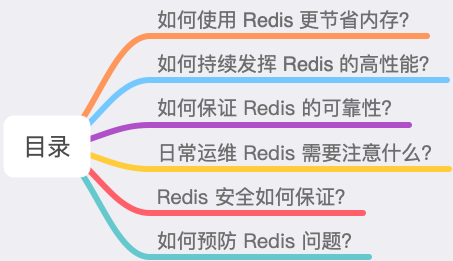 目录
如何使用 Redis 更节省内存?
如何持续发挥 Redis 的高性能?
如何保证 Redis 的可靠性?
日常运维 Redis 需要注意什么?
Redis 安全如何保证?
如何预防 Redis 问题?